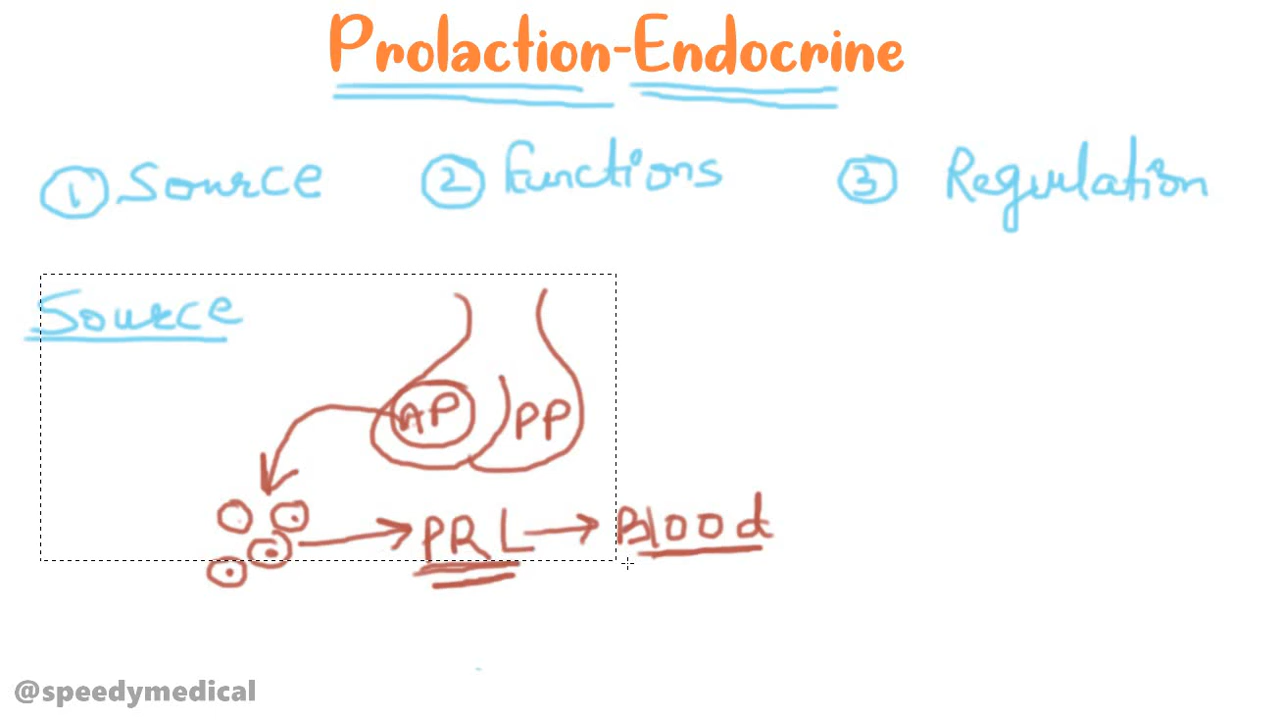 Prolaction-Endocrine
1 Source 2 Functions 3 Regulation
Source
AP PP
PRL Blood
@speedymedical